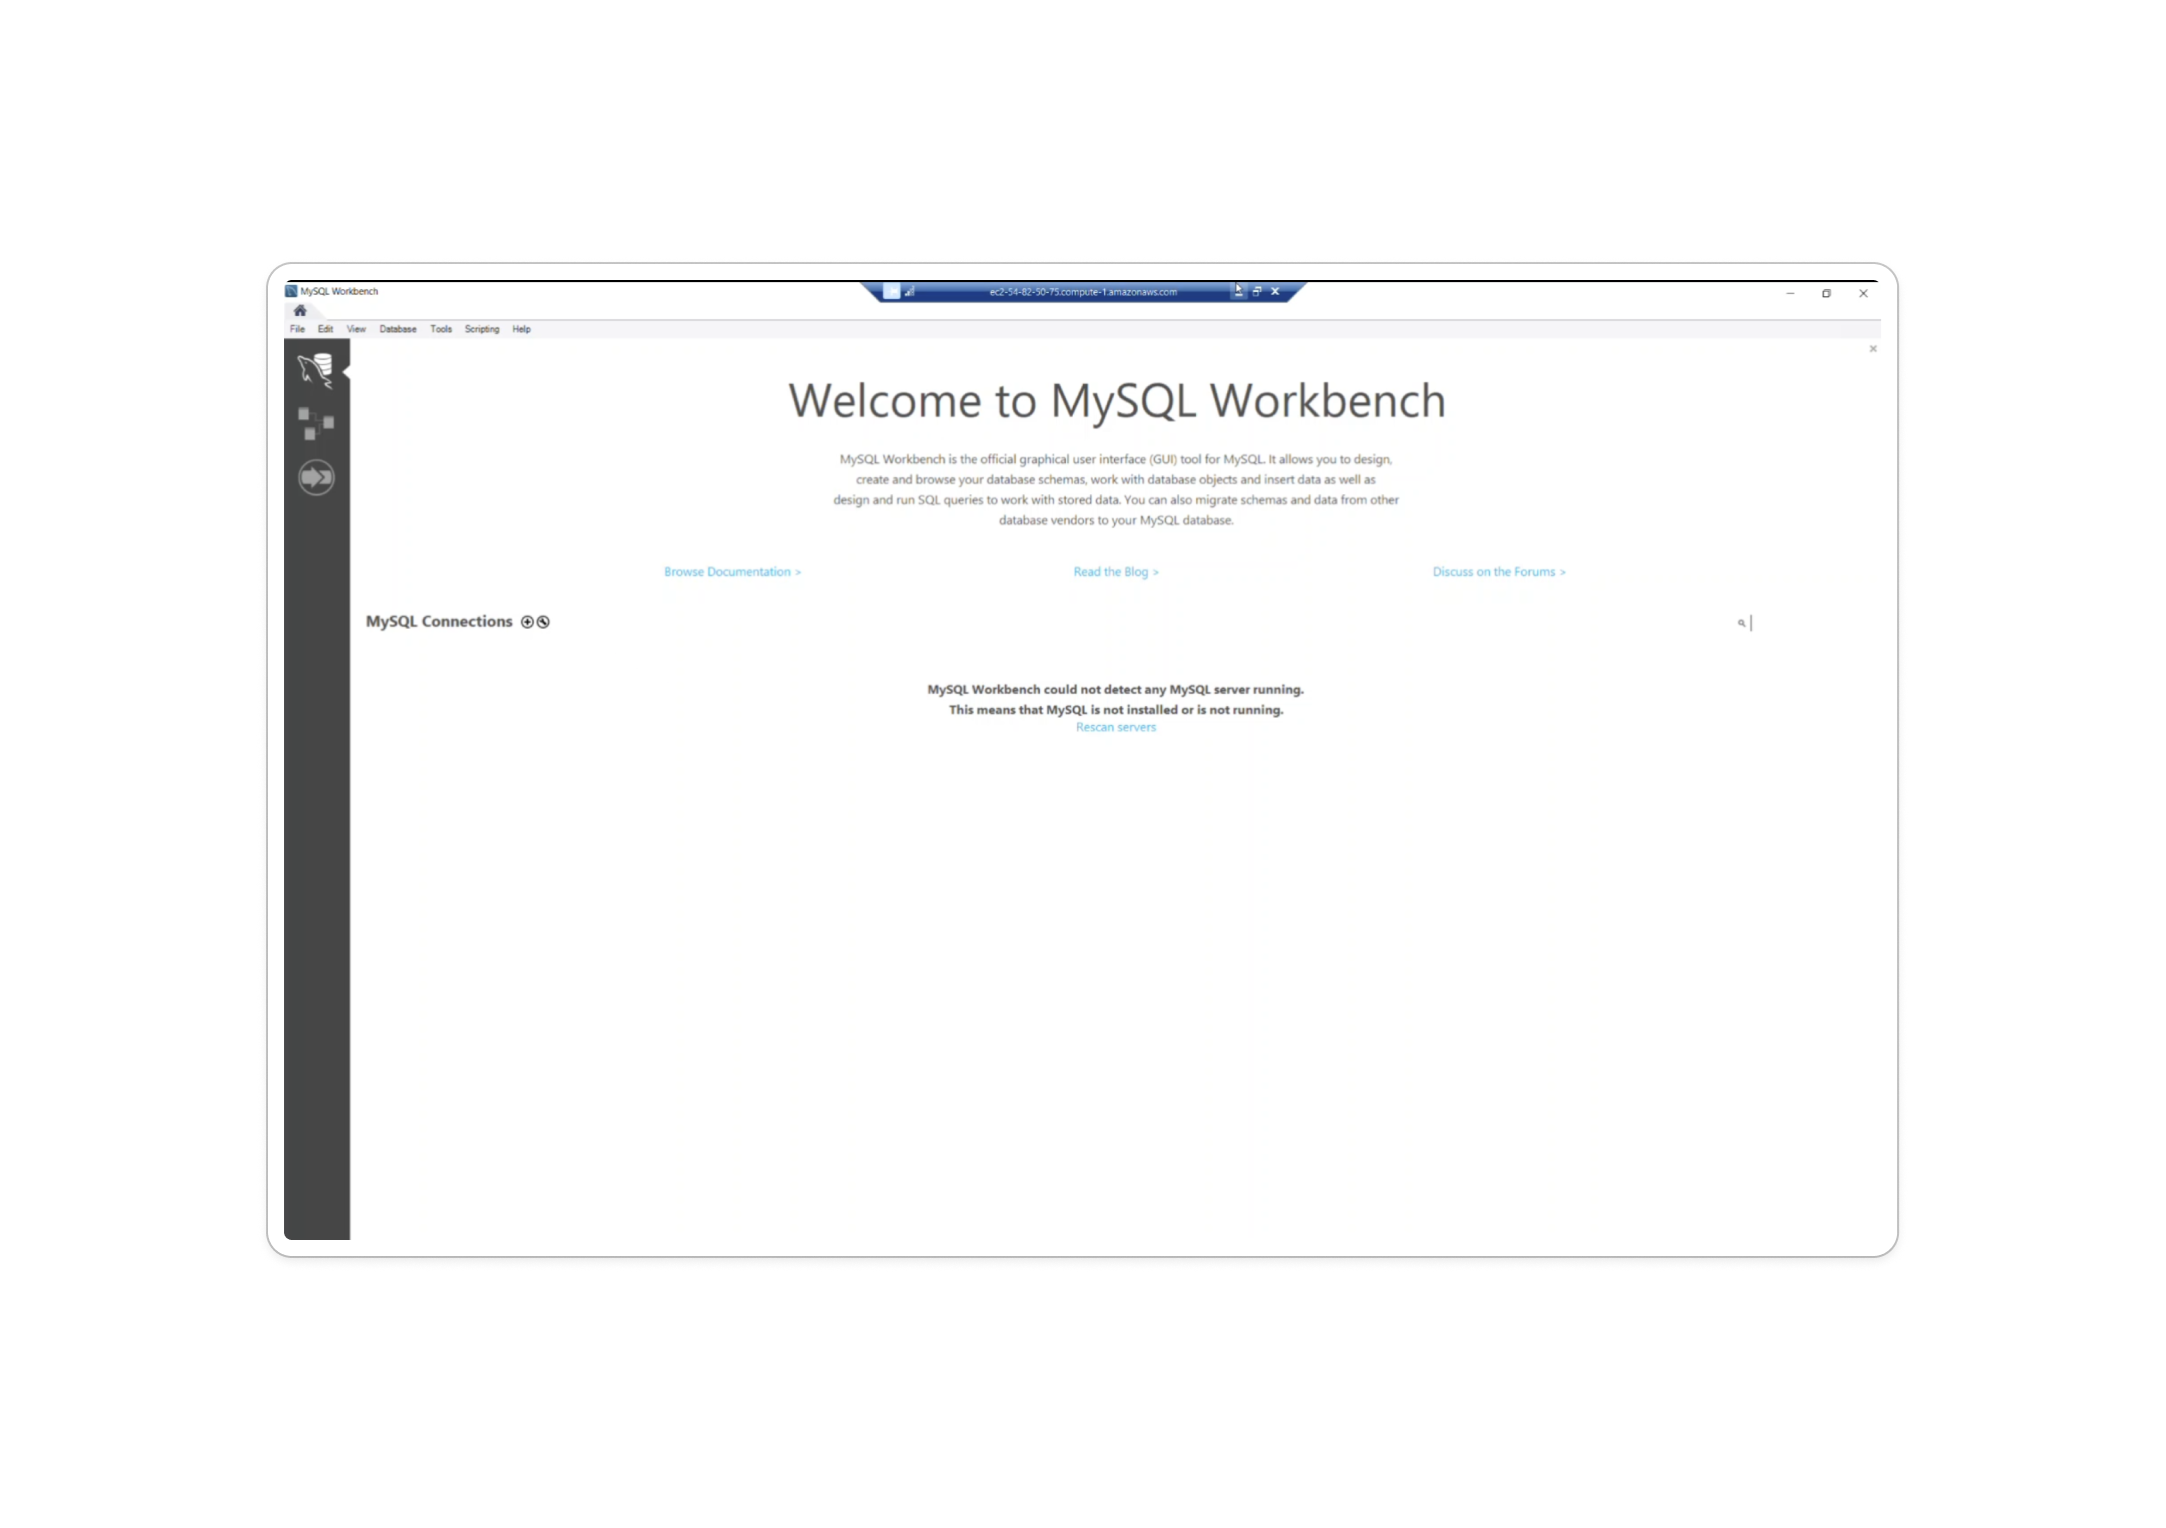 MySQL Workbench
ec2-54-82-50-75.compute-1.amazonaws.com
File Edit View Database Tools Scripting Help
Welcome to MySQL Workbench
MySQL Workbench is the official graphical user interface (GUI) tool for MySQL. It allows you to design,
create and browse your database schemas, work with database objects and insert data as well as
design and run SQL queries to work with stored data. You can also migrate schemas and data from other
database vendors to your MySQL database.
Browse Documentation >
Read the Blog >
Discuss on the Forums >
MySQL Connections
MySQL Workbench could not detect any MySQL server running.
This means that MySQL is not installed or is not running.
Rescan servers